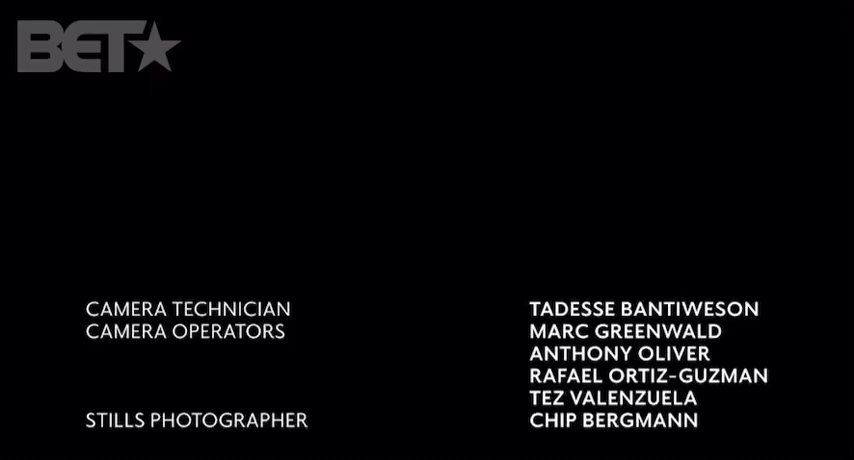 BET
CAMERA TECHNICIAN TADESSE BANTIWESON
CAMERA OPERATORS MARC GREENWALD
ANTHONY OLIVER
RAFAEL ORTIZ-GUZMAN
TEZ VALENZUELA
STILLS PHOTOGRAPHER CHIP BERGMANN